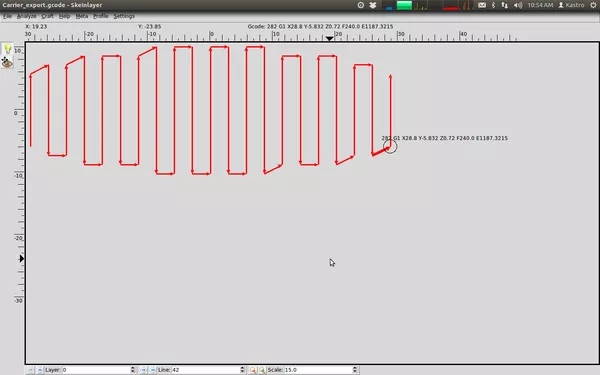 Carrier_export.gcode - Skeinlayer
10:54 AM Kastro
File Analyze Craft Help Meta Profile Settings
X: 19.23 Y: -23.85 Gcode: 282 G1 X28.8 Y-5.832 Z0.72 F240.0 E1187.3215
30 -20 -10 0 10 20 30 40
10
0
-10
-20
-30
282 G1 X28.8 Y-5.832 Z0.72 F240.0 E1187.3215
Layer: 0 Line: 42 Scale: 15.0